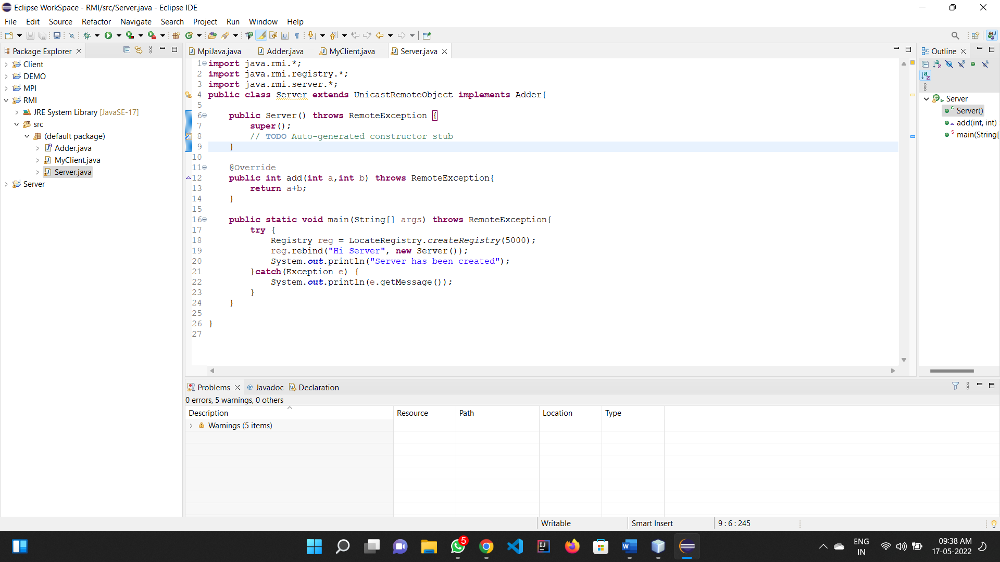 Eclipse WorkSpace - RMI/src/Server.java - Eclipse IDE
File Edit Source Refactor Navigate Search Project Run Window Help
Package Explorer
MpiJava.java Adder.java MyClient.java Server.java
Outline
Client
DEMO
MPI
RMI
JRE System Library [JavaSE-17]
src
(default package)
Adder.java
MyClient.java
Server.java
Server
1 import java.rmi.*;
2 import java.rmi.registry.*;
3 import java.rmi.server.*;
4 public class Server extends UnicastRemoteObject implements Adder{
5
6 public Server() throws RemoteException {
7 super();
8 // TODO Auto-generated constructor stub
9 }
10
11 @Override
12 public int add(int a,int b) throws RemoteException{
13 return a+b;
14 }
15
16 public static void main(String[] args) throws RemoteException{
17 try {
18 Registry reg = LocateRegistry.createRegistry(5000);
19 reg.rebind("Hi Server", new Server());
20 System.out.println("Server has been created");
21 }catch(Exception e) {
22 System.out.println(e.getMessage());
23 }
24 }
25
26 }
27
Server
Server()
add(int, int)
main(String[
Problems Javadoc Declaration
0 errors, 5 warnings, 0 others
Description Resource Path Location Type
Warnings (5 items)
Writable Smart Insert 9 : 6 : 245
5
ENG
IN
09:38 AM
17-05-2022